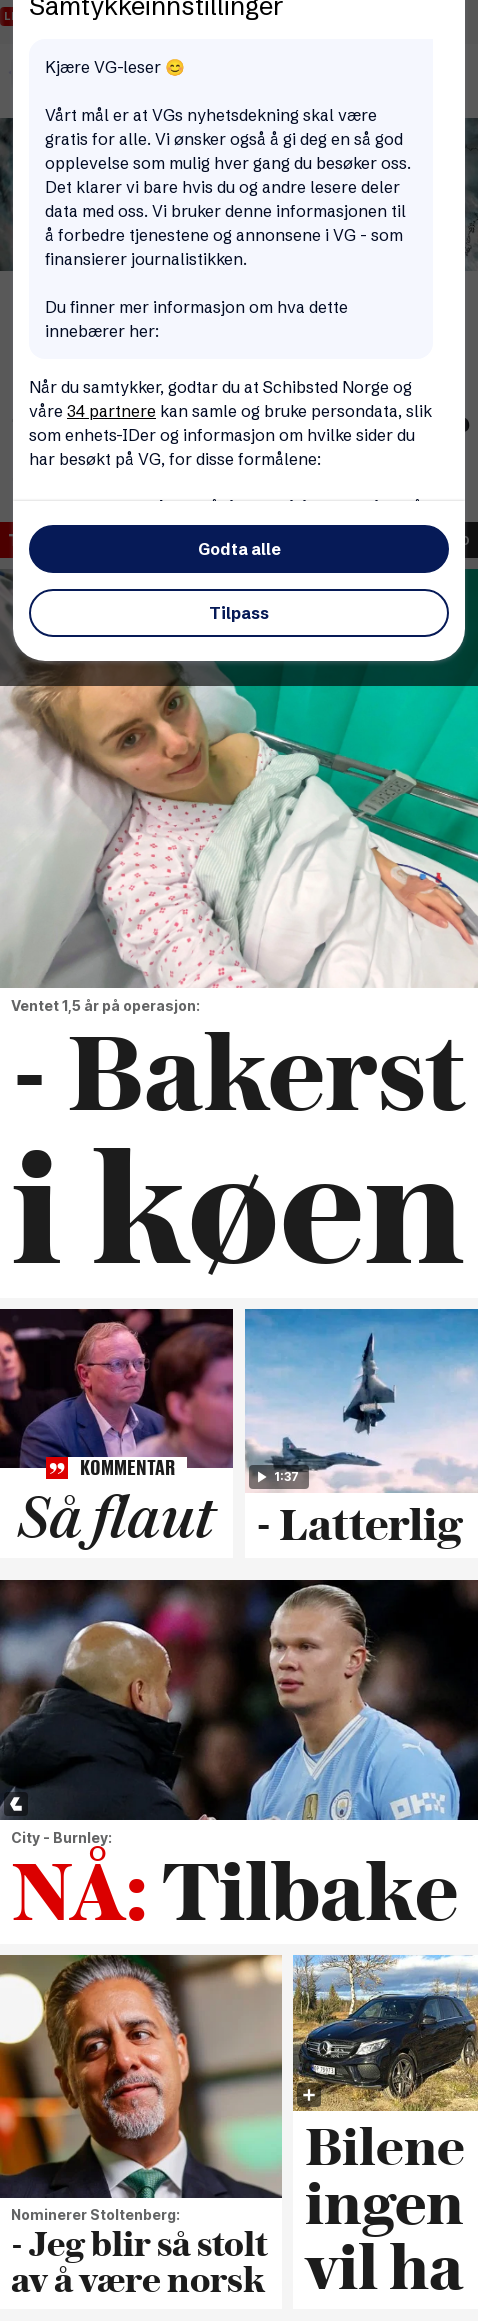 Samtykkeinnstillinger
Kjære VG-leser 😊
Vårt mål er at VGs nyhetsdekning skal være
gratis for alle. Vi ønsker også å gi deg en så god
opplevelse som mulig hver gang du besøker oss.
Det klarer vi bare hvis du og andre lesere deler
data med oss. Vi bruker denne informasjonen til
å forbedre tjenestene og annonsene i VG - som
finansierer journalistikken.
Du finner mer informasjon om hva dette
innebærer her:
Når du samtykker, godtar du at Schibsted Norge og
våre 34 partnere kan samle og bruke persondata, slik
som enhets-IDer og informasjon om hvilke sider du
har besøkt på VG, for disse formålene:
Godta alle
Tilpass
Ventet 1,5 år på operasjon:
- Bakerst
i køen
KOMMENTAR
Så flaut
1:37
- Latterlig
City - Burnley:
NÅ: Tilbake
Nominerer Stoltenberg:
- Jeg blir så stolt
av å være norsk
Bilene
ingen
vil ha